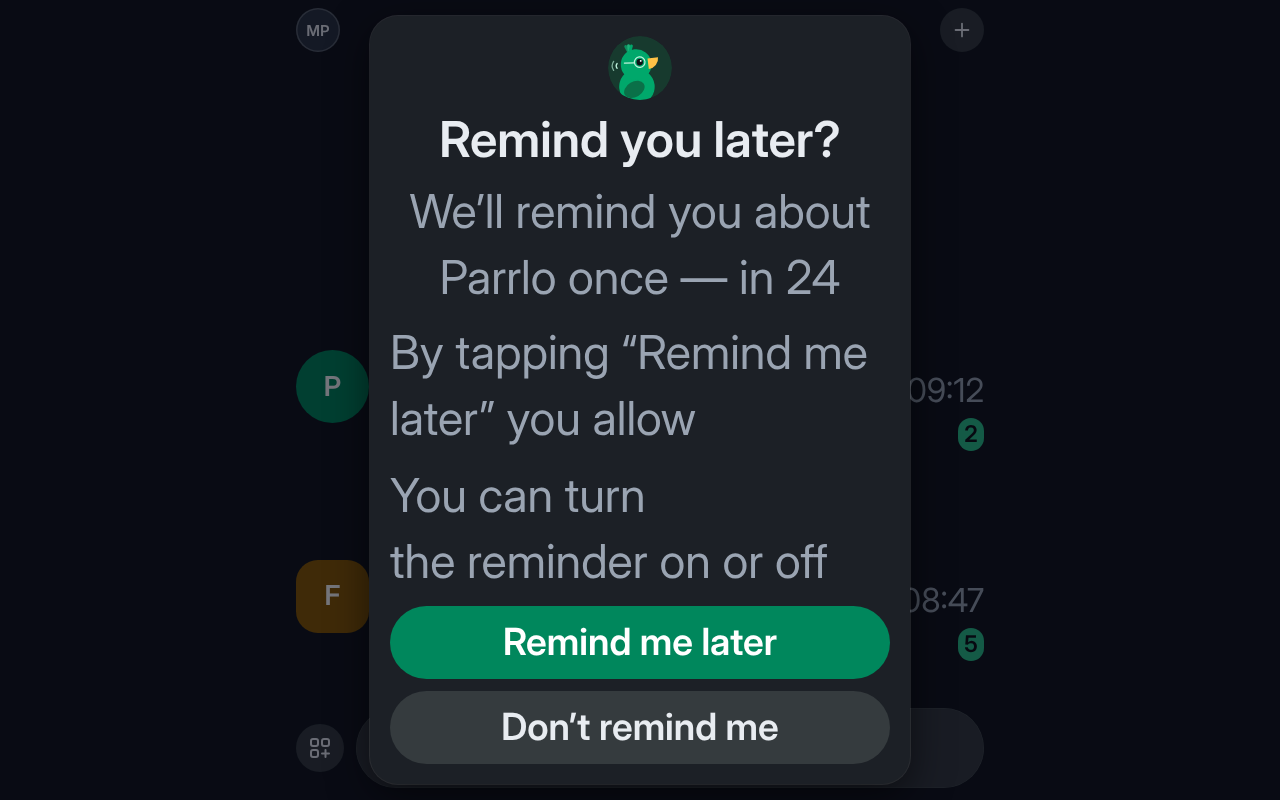 MP
Remind you later?
We’ll remind you about
Parrlo once — in 24
By tapping “Remind me
later” you allow
You can turn
the reminder on or off
Remind me later
Don’t remind me
P
09:12
2
F
08:47
5